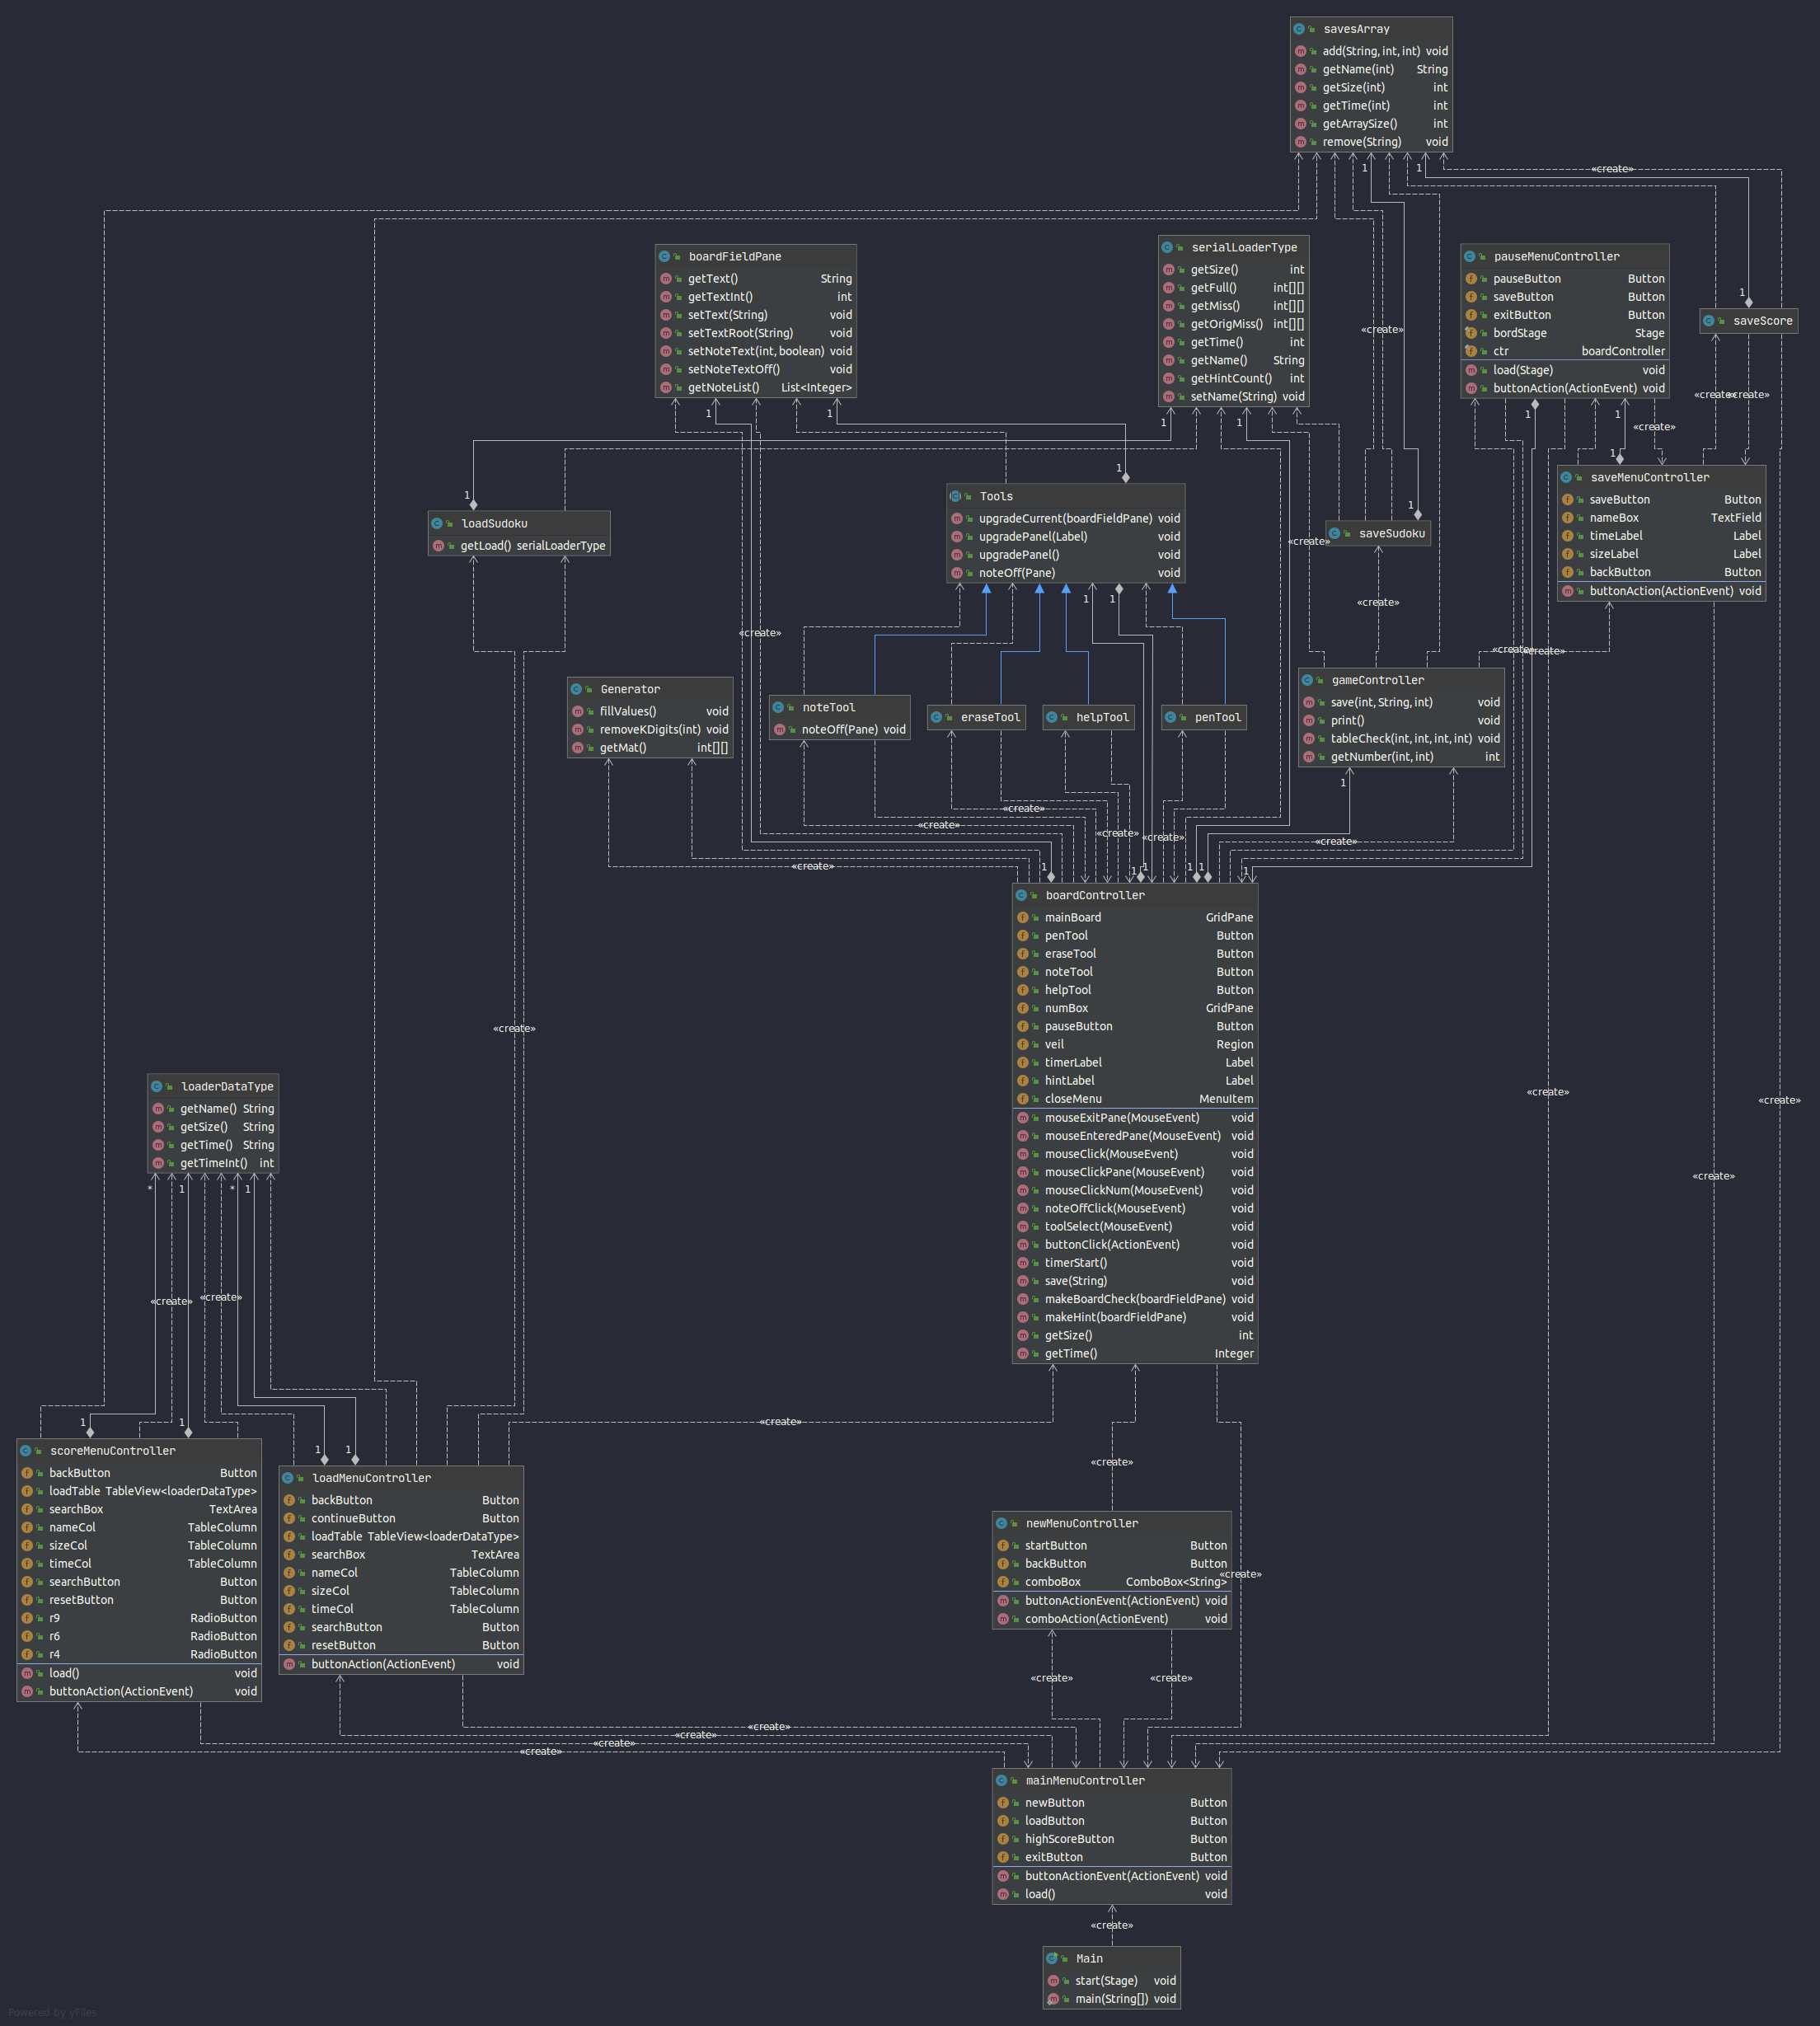 savesArray
add(String, int, int) void
getName(int) String
getSize(int) int
getTime(int) int
getArraySize() int
remove(String) void
1
1
«create»
boardFieldPane
getText() String
getTextInt() int
setText(String) void
setTextRoot(String) void
setNoteText(int, boolean) void
setNoteTextOff() void
getNoteList() List<Integer>
1
1
serialLoaderType
getSize() int
getFull() int[][]
getMiss() int[][]
getOrigMiss() int[][]
getTime() int
getName() String
getHintCount() int
setName(String) void
1
1
«create»
pauseMenuController
pauseButton Button
saveButton Button
exitButton Button
bordStage Stage
ctr boardController
load(Stage) void
buttonAction(ActionEvent) void
1
1
«create»
1
saveScore
«create»
«create»
1
loadSudoku
getLoad() serialLoaderType
1
Tools
upgradeCurrent(boardFieldPane) void
upgradePanel(Label) void
upgradePanel() void
noteOff(Pane) void
1
1
1
saveSudoku
«create»
«create»
1
saveMenuController
saveButton Button
nameBox TextField
timeLabel Label
sizeLabel Label
backButton Button
buttonAction(ActionEvent) void
«create»
«create»
«create»
Generator
fillValues() void
removeKDigits(int) void
getMat() int[][]
noteTool
noteOff(Pane) void
eraseTool
helpTool
penTool
gameController
save(int, String, int) void
print() void
tableCheck(int, int, int, int) void
getNumber(int, int) int
1
«create»
«create»
«create»
«create»
«create»
«create»
1
1
1
1
1
1
boardController
mainBoard GridPane
penTool Button
eraseTool Button
noteTool Button
helpTool Button
numBox GridPane
pauseButton Button
veil Region
timerLabel Label
hintLabel Label
closeMenu MenuItem
mouseExitPane(MouseEvent) void
mouseEnteredPane(MouseEvent) void
mouseClick(MouseEvent) void
mouseClickPane(MouseEvent) void
mouseClickNum(MouseEvent) void
noteOffClick(MouseEvent) void
toolSelect(MouseEvent) void
buttonClick(ActionEvent) void
timerStart() void
save(String) void
makeBoardCheck(boardFieldPane) void
makeHint(boardFieldPane) void
getSize() int
getTime() Integer
«create»
«create»
«create»
«create»
loaderDataType
getName() String
getSize() String
getTime() String
getTimeInt() int
*
1
*
1
«create»
«create»
1
1
1
1
«create»
scoreMenuController
backButton Button
loadTable TableView<loaderDataType>
searchBox TextArea
nameCol TableColumn
sizeCol TableColumn
timeCol TableColumn
searchButton Button
resetButton Button
r9 RadioButton
r6 RadioButton
r4 RadioButton
load() void
buttonAction(ActionEvent) void
loadMenuController
backButton Button
continueButton Button
loadTable TableView<loaderDataType>
searchBox TextArea
nameCol TableColumn
sizeCol TableColumn
timeCol TableColumn
searchButton Button
resetButton Button
buttonAction(ActionEvent) void
«create»
newMenuController
startButton Button
backButton Button
comboBox ComboBox<String>
buttonActionEvent(ActionEvent) void
comboAction(ActionEvent) void
«create»
«create»
«create»
«create»
«create»
«create»
«create»
mainMenuController
newButton Button
loadButton Button
highScoreButton Button
exitButton Button
buttonActionEvent(ActionEvent) void
load() void
«create»
Main
start(Stage) void
main(String[]) void
Powered by yFiles